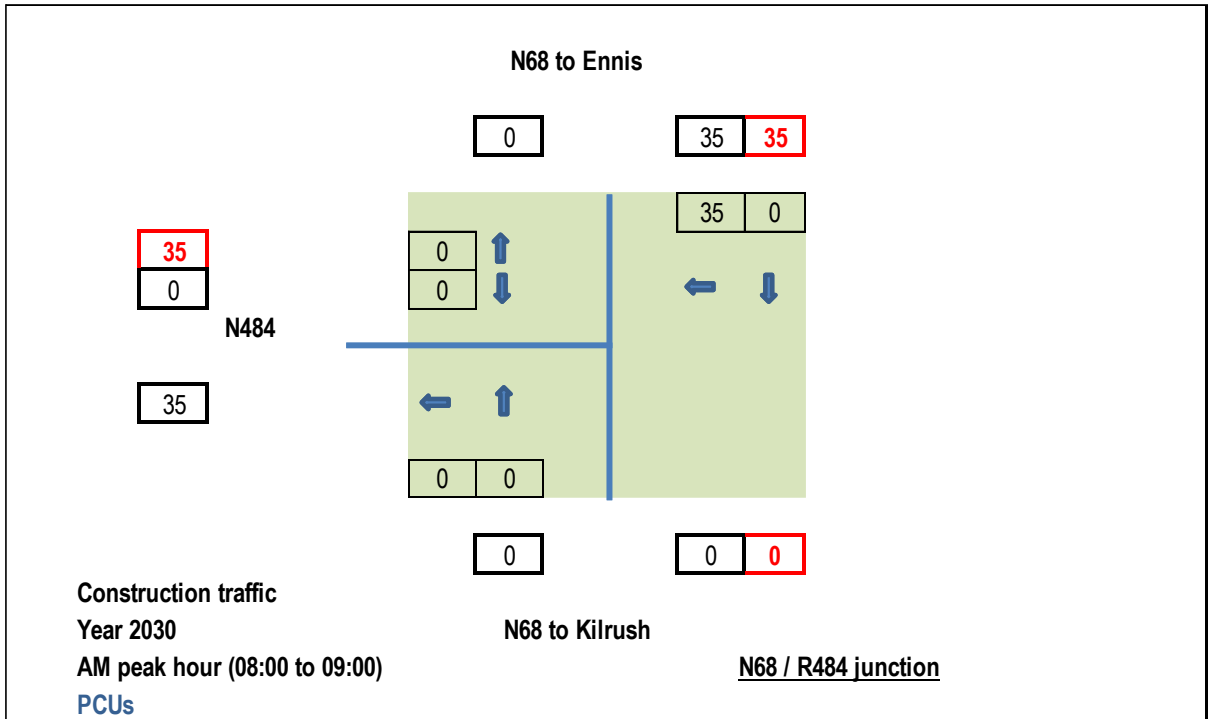 N68 to Ennis
0 35 35
35 0
35 0
0 0
N484
35
0 0
0 0 0
Construction traffic
Year 2030 N68 to Kilrush
AM peak hour (08:00 to 09:00) N68 / R484 junction
PCUs